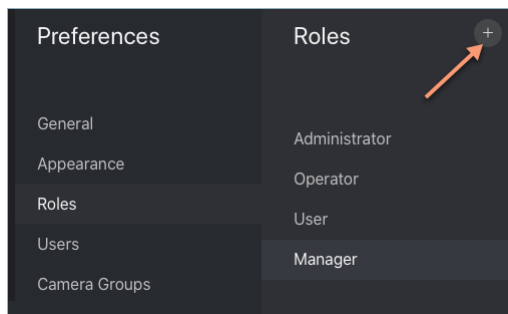 Preferences
General
Appearance
Roles
Users
Camera Groups
Roles
+
Administrator
Operator
User
Manager